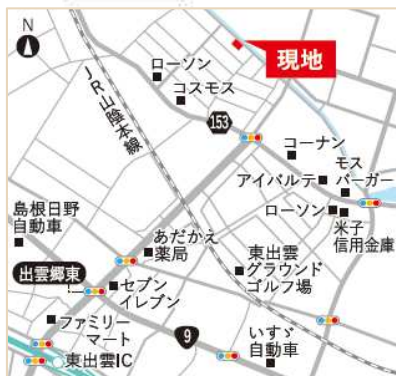 N
現地
ローソン
コスモス
JR山陰本線
153
コーナン
モス
バーガー
アイパルテ
ローソン
米子
信用金庫
島根日野
自動車
あだかえ
薬局
東出雲
グラウンド
ゴルフ場
出雲郷東
セブン
イレブン
ファミリー
マート
9
いすゞ
自動車
東出雲IC